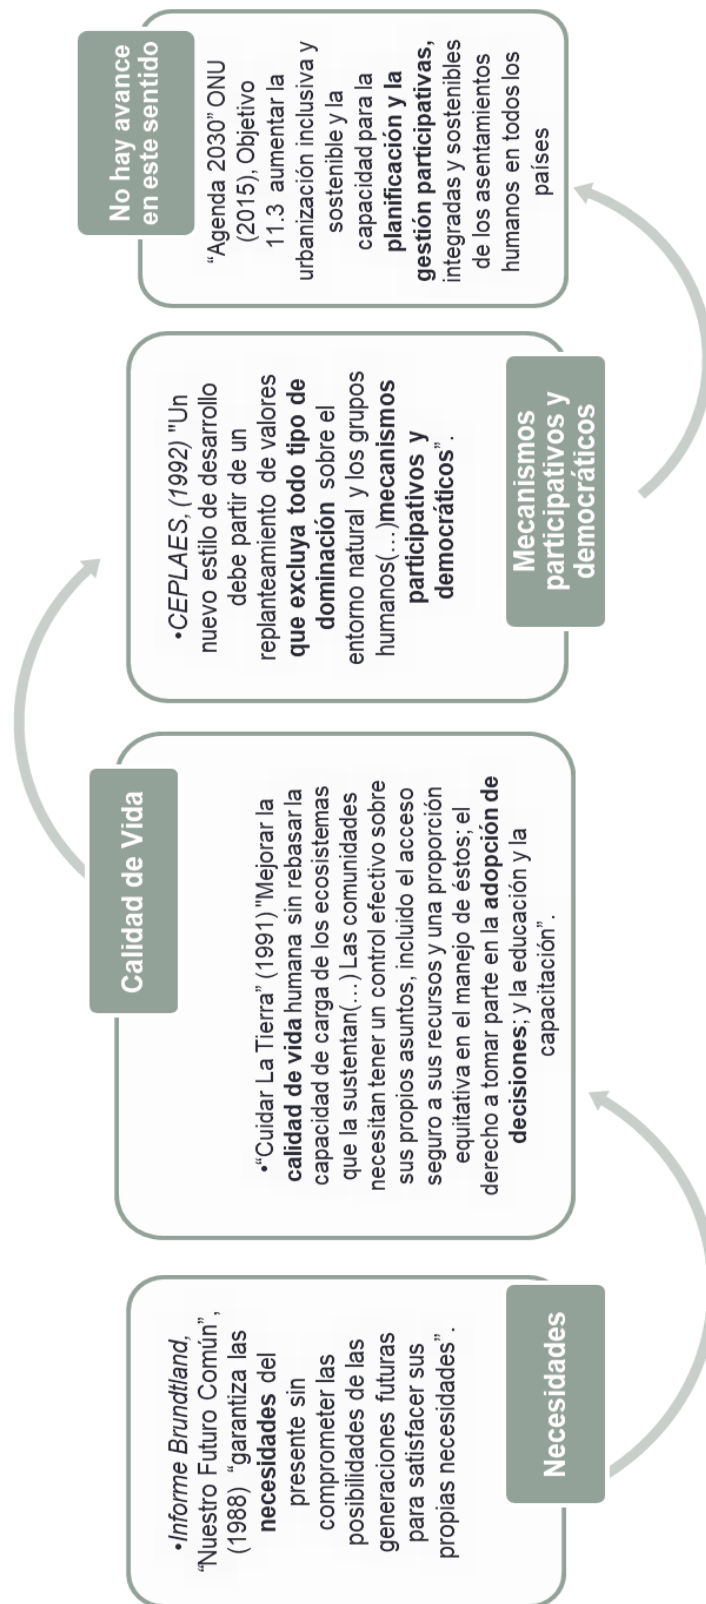 •Informe Brundtland,
“Nuestro Futuro Común”,
(1988) “garantiza las
necesidades del
presente sin
comprometer las
posibilidades de las
generaciones futuras
para satisfacer sus
propias necesidades”.
Necesidades
Calidad de Vida
•“Cuidar La Tierra” (1991) "Mejorar la
calidad de vida humana sin rebasar la
capacidad de carga de los ecosistemas
que la sustentan(...) Las comunidades
necesitan tener un control efectivo sobre
sus propios asuntos, incluido el acceso
seguro a sus recursos y una proporción
equitativa en el manejo de éstos; el
derecho a tomar parte en la adopción de
decisiones; y la educación y la
capacitación”.
•CEPLAES, (1992) "Un
nuevo estilo de desarrollo
debe partir de un
replanteamiento de valores
que excluya todo tipo de
dominación sobre el
entorno natural y los grupos
humanos(...)mecanismos
participativos y
democráticos”.
Mecanismos
participativos y
democráticos
No hay avance
en este sentido
“Agenda 2030” ONU
(2015), Objetivo
11.3 aumentar la
urbanización inclusiva y
sostenible y la
capacidad para la
planificación y la
gestión participativas,
integradas y sostenibles
de los asentamientos
humanos en todos los
países